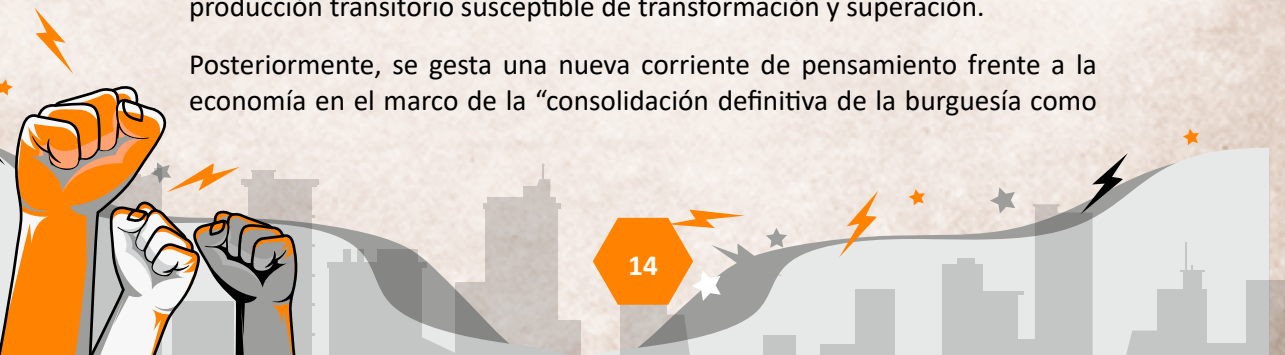 producción transitorio susceptible de transformación y superación.
Posteriormente, se gesta una nueva corriente de pensamiento frente a la
economía en el marco de la “consolidación definitiva de la burguesía como
14